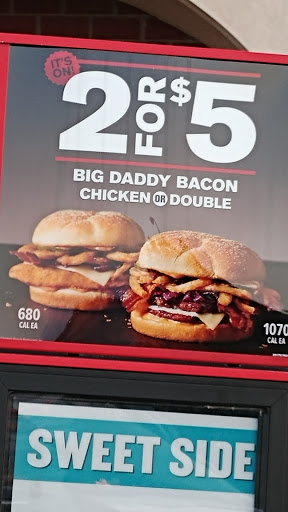 IT'S
ON!
2 FOR $5
BIG DADDY BACON
CHICKEN OR DOUBLE
680
CAL EA
1070
CAL EA
SWEET SIDE